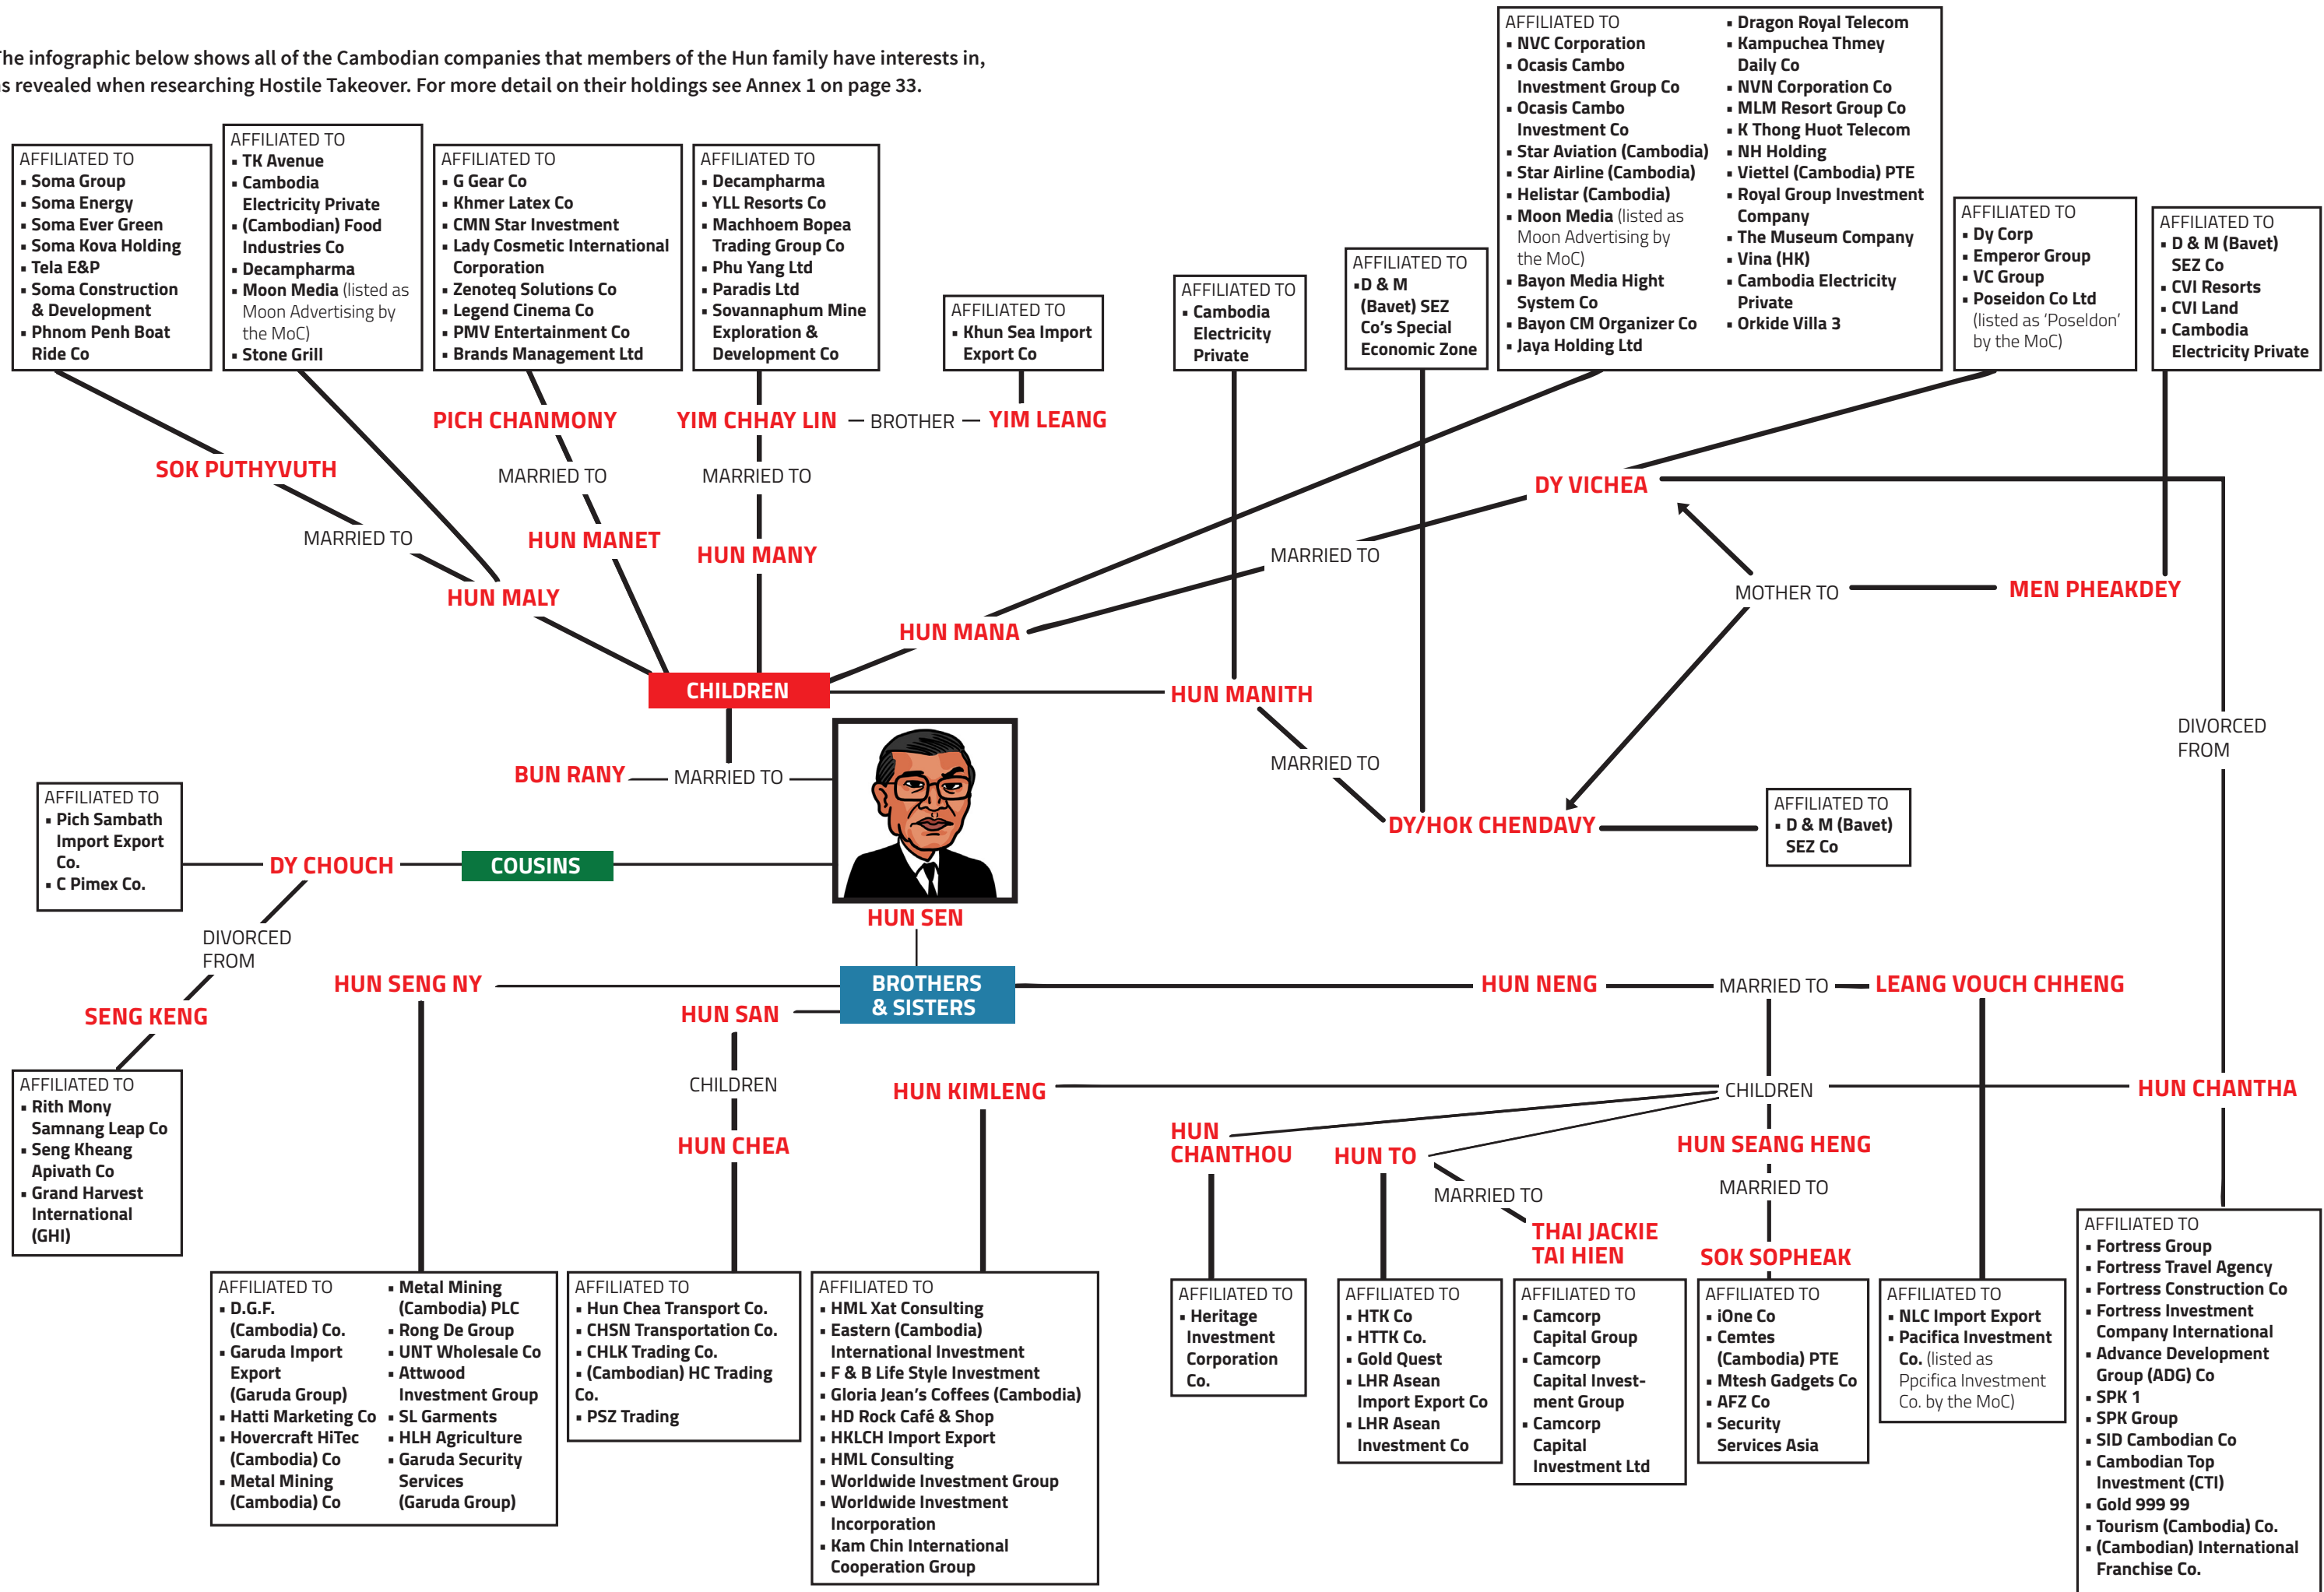 The infographic below shows all of the Cambodian companies that members of the Hun family have interests in,
as revealed when researching Hostile Takeover. For more detail on their holdings see Annex 1 on page 33.
AFFILIATED TO
▪ Soma Group
▪ Soma Energy
▪ Soma Ever Green
▪ Soma Kova Holding
▪ Tela E&P
▪ Soma Construction
& Development
▪ Phnom Penh Boat
Ride Co
AFFILIATED TO
▪ TK Avenue
▪ Cambodia
Electricity Private
▪ (Cambodian) Food
Industries Co
▪ Decampharma
▪ Moon Media (listed as
Moon Advertising by
the MoC)
▪ Stone Grill
AFFILIATED TO
▪ G Gear Co
▪ Khmer Latex Co
▪ CMN Star Investment
▪ Lady Cosmetic International
Corporation
▪ Zenoteq Solutions Co
▪ Legend Cinema Co
▪ PMV Entertainment Co
▪ Brands Management Ltd
AFFILIATED TO
▪ Decampharma
▪ YLL Resorts Co
▪ Machhoem Bopea
Trading Group Co
▪ Phu Yang Ltd
▪ Paradis Ltd
▪ Sovannaphum Mine
Exploration &
Development Co
AFFILIATED TO
▪ Khun Sea Import
Export Co
AFFILIATED TO
▪ Cambodia
Electricity
Private
AFFILIATED TO
▪D & M
(Bavet) SEZ
Co's Special
Economic Zone
AFFILIATED TO
▪ NVC Corporation
▪ Ocasis Cambo
Investment Group Co
▪ Ocasis Cambo
Investment Co
▪ Star Aviation (Cambodia)
▪ Star Airline (Cambodia)
▪ Helistar (Cambodia)
▪ Moon Media (listed as
Moon Advertising by
the MoC)
▪ Bayon Media Hight
System Co
▪ Bayon CM Organizer Co
▪ Jaya Holding Ltd
▪ Dragon Royal Telecom
▪ Kampuchea Thmey
Daily Co
▪ NVN Corporation Co
▪ MLM Resort Group Co
▪ K Thong Huot Telecom
▪ NH Holding
▪ Viettel (Cambodia) PTE
▪ Royal Group Investment
Company
▪ The Museum Company
▪ Vina (HK)
▪ Cambodia Electricity
Private
▪ Orkide Villa 3
AFFILIATED TO
▪ Dy Corp
▪ Emperor Group
▪ VC Group
▪ Poseidon Co Ltd
(listed as 'Poseldon'
by the MoC)
AFFILIATED TO
▪ D & M (Bavet)
SEZ Co
▪ CVI Resorts
▪ CVI Land
▪ Cambodia
Electricity Private
PICH CHANMONY
YIM CHHAY LIN
BROTHER
YIM LEANG
SOK PUTHYVUTH
MARRIED TO
MARRIED TO
DY VICHEA
MARRIED TO
HUN MANET
HUN MANY
MARRIED TO
HUN MALY
MOTHER TO
MEN PHEAKDEY
HUN MANA
CHILDREN
HUN MANITH
DIVORCED
FROM
BUN RANY
MARRIED TO
MARRIED TO
DY/HOK CHENDAVY
AFFILIATED TO
▪ D & M (Bavet)
SEZ Co
AFFILIATED TO
▪ Pich Sambath
Import Export
Co.
▪ C Pimex Co.
DY CHOUCH
COUSINS
HUN SEN
DIVORCED
FROM
HUN SENG NY
BROTHERS
& SISTERS
HUN NENG
MARRIED TO
LEANG VOUCH CHHENG
SENG KENG
HUN SAN
CHILDREN
HUN KIMLENG
CHILDREN
HUN CHANTHA
AFFILIATED TO
▪ Rith Mony
Samnang Leap Co
▪ Seng Kheang
Apivath Co
▪ Grand Harvest
International
(GHI)
HUN CHEA
HUN
CHANTHOU
HUN TO
HUN SEANG HENG
MARRIED TO
MARRIED TO
THAI JACKIE
TAI HIEN
SOK SOPHEAK
AFFILIATED TO
▪ D.G.F.
(Cambodia) Co.
▪ Garuda Import
Export
(Garuda Group)
▪ Hatti Marketing Co
▪ Hovercraft HiTec
(Cambodia) Co
▪ Metal Mining
(Cambodia) Co
▪ Metal Mining
(Cambodia) PLC
▪ Rong De Group
▪ UNT Wholesale Co
▪ Attwood
Investment Group
▪ SL Garments
▪ HLH Agriculture
▪ Garuda Security
Services
(Garuda Group)
AFFILIATED TO
▪ Hun Chea Transport Co.
▪ CHSN Transportation Co.
▪ CHLK Trading Co.
▪ (Cambodian) HC Trading
Co.
▪ PSZ Trading
AFFILIATED TO
▪ HML Xat Consulting
▪ Eastern (Cambodia)
International Investment
▪ F & B Life Style Investment
▪ Gloria Jean's Coffees (Cambodia)
▪ HD Rock Café & Shop
▪ HKLCH Import Export
▪ HML Consulting
▪ Worldwide Investment Group
▪ Worldwide Investment
Incorporation
▪ Kam Chin International
Cooperation Group
AFFILIATED TO
▪ Heritage
Investment
Corporation
Co.
AFFILIATED TO
▪ HTK Co
▪ HTTK Co.
▪ Gold Quest
▪ LHR Asean
Import Export Co
▪ LHR Asean
Investment Co
AFFILIATED TO
▪ Camcorp
Capital Group
▪ Camcorp
Capital Invest-
ment Group
▪ Camcorp
Capital
Investment Ltd
AFFILIATED TO
▪ iOne Co
▪ Cemtes
(Cambodia) PTE
▪ Mtesh Gadgets Co
▪ AFZ Co
▪ Security
Services Asia
AFFILIATED TO
▪ NLC Import Export
▪ Pacifica Investment
Co. (listed as
Ppcifica Investment
Co. by the MoC)
AFFILIATED TO
▪ Fortress Group
▪ Fortress Travel Agency
▪ Fortress Construction Co
▪ Fortress Investment
Company International
▪ Advance Development
Group (ADG) Co
▪ SPK 1
▪ SPK Group
▪ SID Cambodian Co
▪ Cambodian Top
Investment (CTI)
▪ Gold 999 99
▪ Tourism (Cambodia) Co.
▪ (Cambodian) International
Franchise Co.